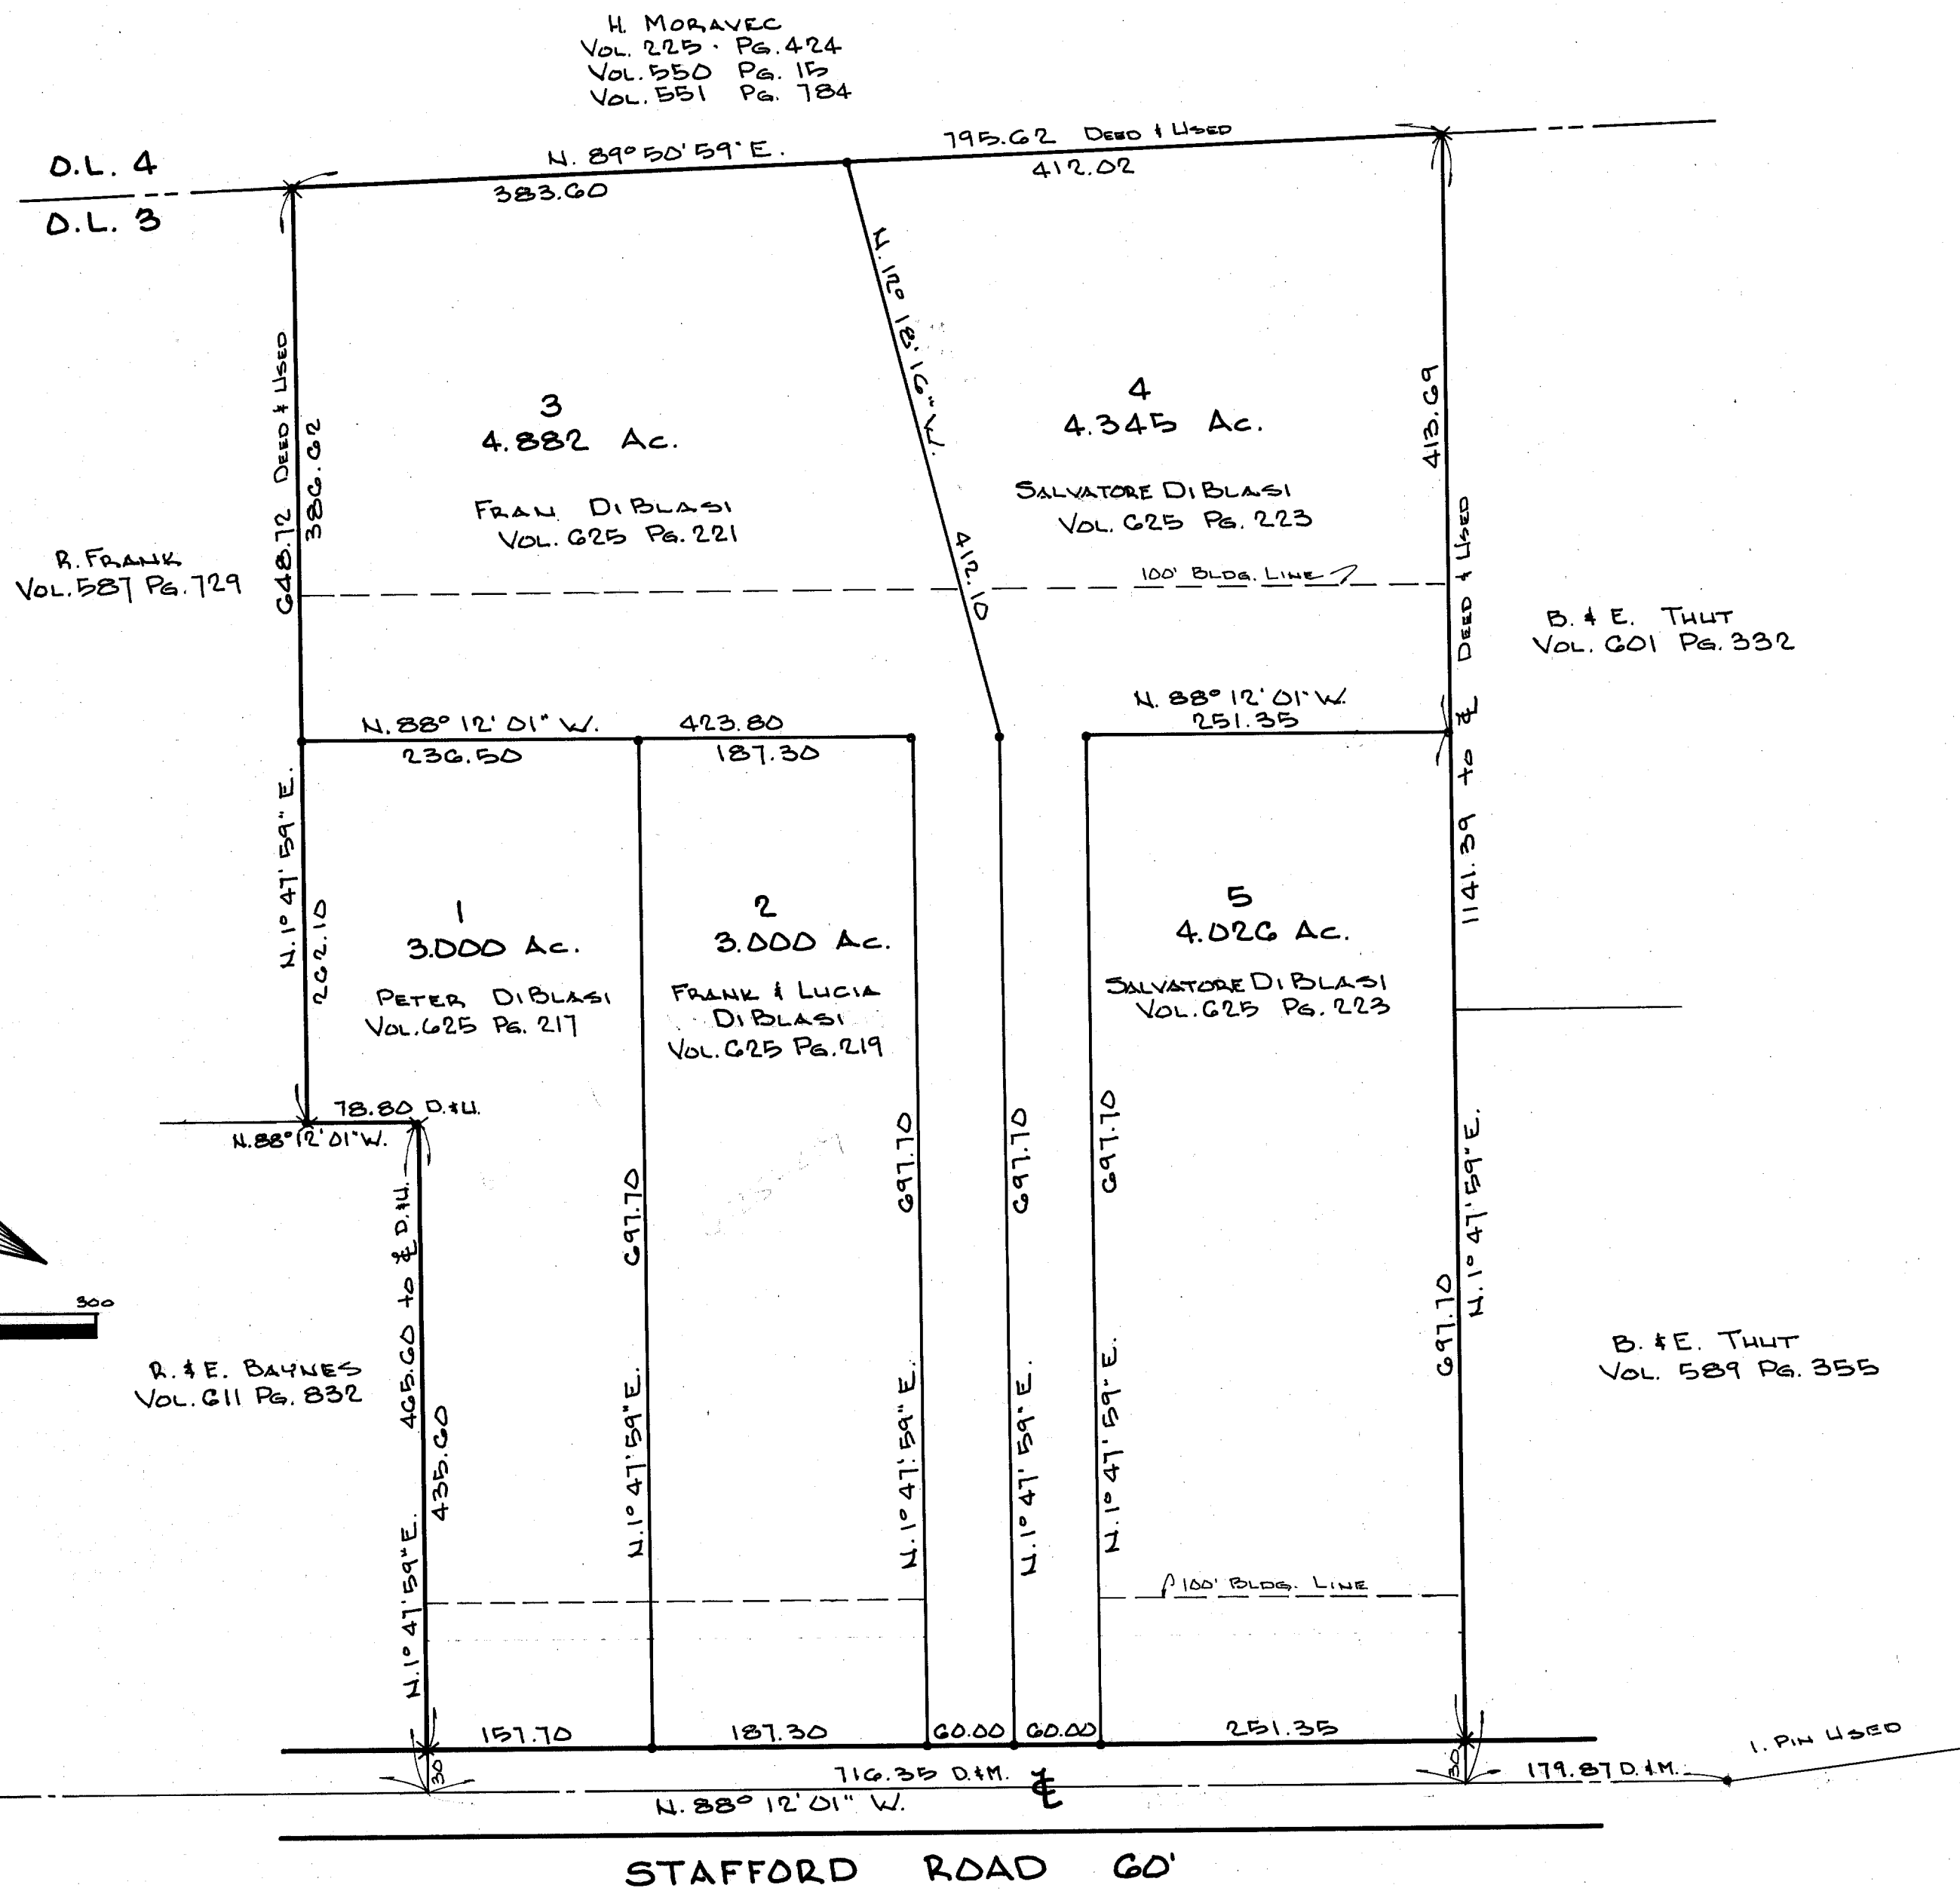 H. MORAVEC
VOL. 225 · PG. 424
VOL. 550 PG. 15
VOL. 551 PG. 784
O.L. 4
O.L. 3
N. 89° 50' 59" E.
795.62 DEED & USED
383.60
412.02
N. 12° 18' 16" W.
412.10
648.72 DEED & USED
386.62
3
4.882 Ac.
FRAN DIBLASI
VOL. 625 PG. 221
4
4.345 Ac.
SALVATORE DIBLASI
VOL. 625 PG. 223
413.69
100' BLDG. LINE
R. FRANK
VOL. 587 PG. 729
B. & E. THUT
VOL. 601 PG. 332
1141.39 to ℄ DEED & USED
N. 88° 12' 01" W.
423.80
236.50
187.30
N. 88° 12' 01" W.
251.35
N. 1° 47' 59" E.
262.10
1
3.000 Ac.
PETER DIBLASI
VOL. 625 PG. 217
2
3.000 Ac.
FRANK & LUCIA
DIBLASI
VOL. 625 PG. 219
5
4.026 Ac.
SALVATORE DIBLASI
VOL. 625 PG. 223
78.80 D.&U.
N. 88° 12' 01" W.
N. 1° 47' 59" E. 465.60 to ℄ D.&U.
435.60
697.70
N. 1° 47' 59" E.
697.70
N. 1° 47' 59" E.
697.70
N. 1° 47' 59" E.
697.70
N. 1° 47' 59" E.
697.70
N. 1° 47' 59" E.
300
R. & E. BAYNES
VOL. 611 PG. 832
B. & E. THUT
VOL. 589 PG. 355
100' BLDG. LINE
157.70
187.30
60.00
60.00
251.35
30
30
716.35 D.&M.
℄
179.87 D.&M.
I. PIN USED
N. 88° 12' 01" W.
STAFFORD ROAD 60'